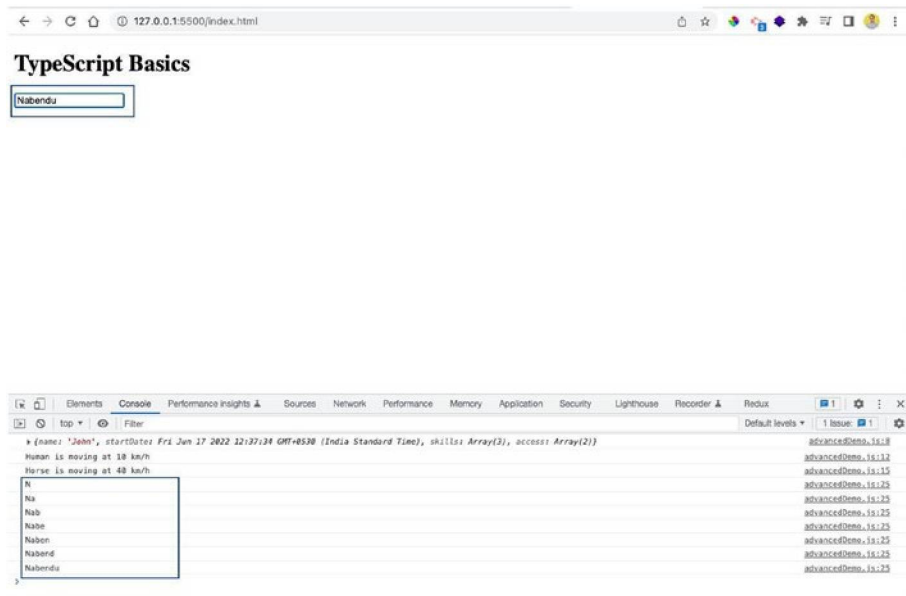 127.0.0.1:5500/index.html
TypeScript Basics
Nabendu
Elements Console Performance insights Sources Network Performance Memory Application Security Lighthouse Recorder Redux 1
top Filter Default levels 1 Issue: 1
{name: 'John', startDate: Fri Jun 17 2022 12:37:34 GMT+0530 (India Standard Time), skills: Array(3), access: Array(2)} advancedDemo.js:8
Human is moving at 10 km/h advancedDemo.js:12
Horse is moving at 40 km/h advancedDemo.js:15
N advancedDemo.js:25
Na advancedDemo.js:25
Nab advancedDemo.js:25
Nabe advancedDemo.js:25
Naben advancedDemo.js:25
Nabend advancedDemo.js:25
Nabendu advancedDemo.js:25